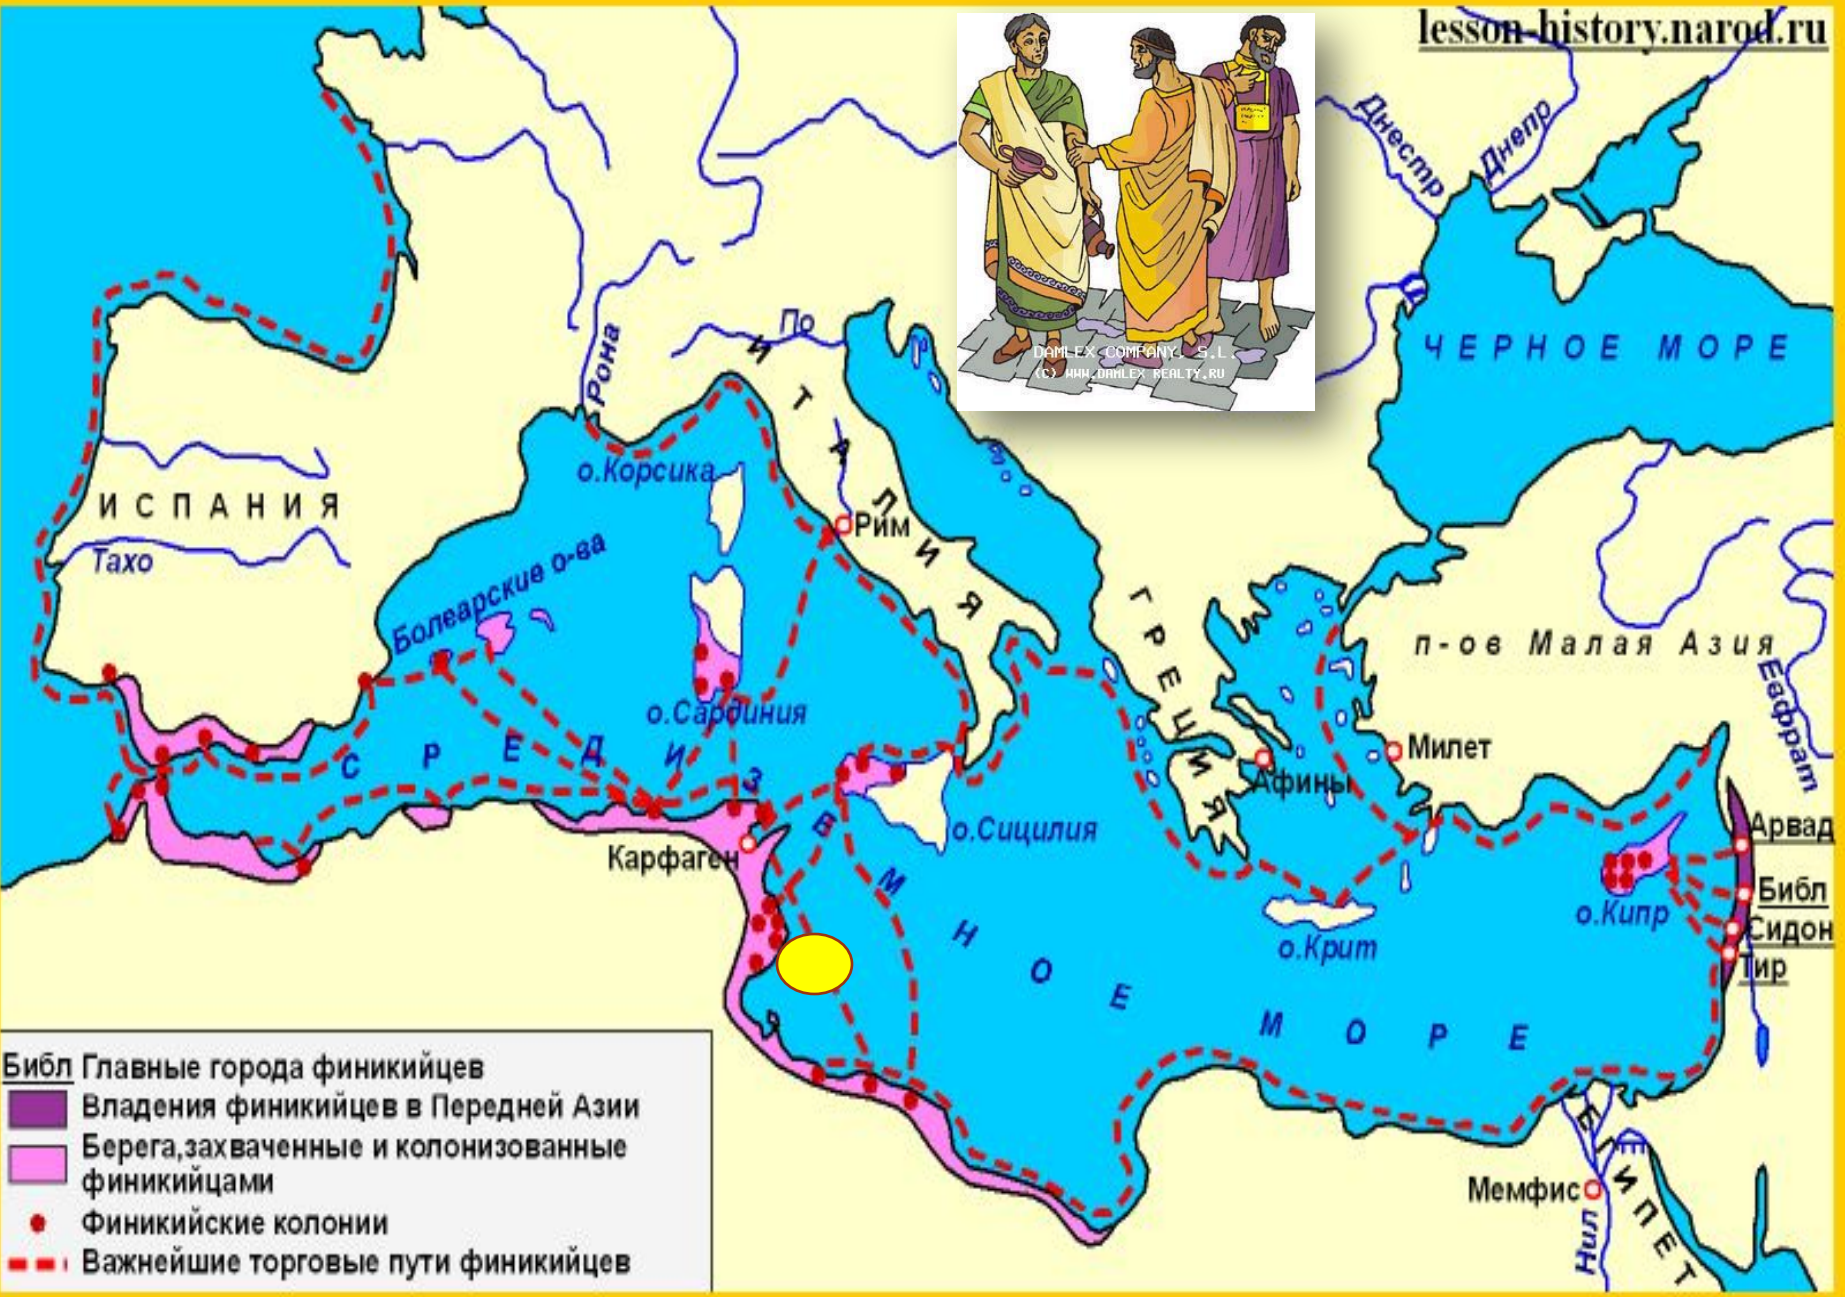 lesson-history.narod.ru
Днестр
Днепр
DAMLEX COMPANY, S.L.
(C) WWW.DAMLEX REALTY.RU
По
Рона
ЧЕРНОЕ МОРЕ
ИТАЛИЯ
о.Корсика
ИСПАНИЯ
Рим
Тахо
Болеарские о-ва
ГРЕЦИЯ
п-ов Малая Азия
Евфрат
о.Сардиния
Милет
Афины
СРЕДИЗЕМНОЕ МОРЕ
Арвад
о.Сицилия
Карфаген
Библ
о.Кипр
Сидон
о.Крит
Тир
ЕГИПЕТ
Мемфис
Нил
Библ Главные города финикийцев
Владения финикийцев в Передней Азии
Берега,захваченные и колонизованные
финикийцами
Финикийские колонии
Важнейшие торговые пути финикийцев